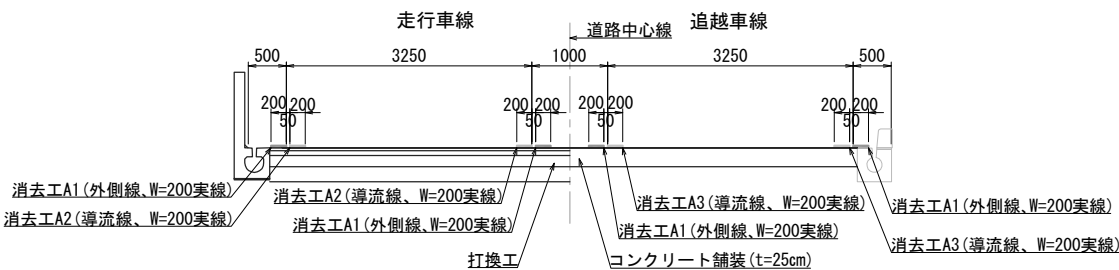 走行車線
追越車線
道路中心線
500
3250
1000
3250
500
200 200
50
200 200
50
200 200
50
200 200
50
消去工A1(外側線、W=200実線)
消去工A2(導流線、W=200実線)
消去工A2(導流線、W=200実線)
消去工A1(外側線、W=200実線)
打換工
消去工A3(導流線、W=200実線)
消去工A1(外側線、W=200実線)
コンクリート舗装(t=25cm)
消去工A1(外側線、W=200実線)
消去工A3(導流線、W=200実線)